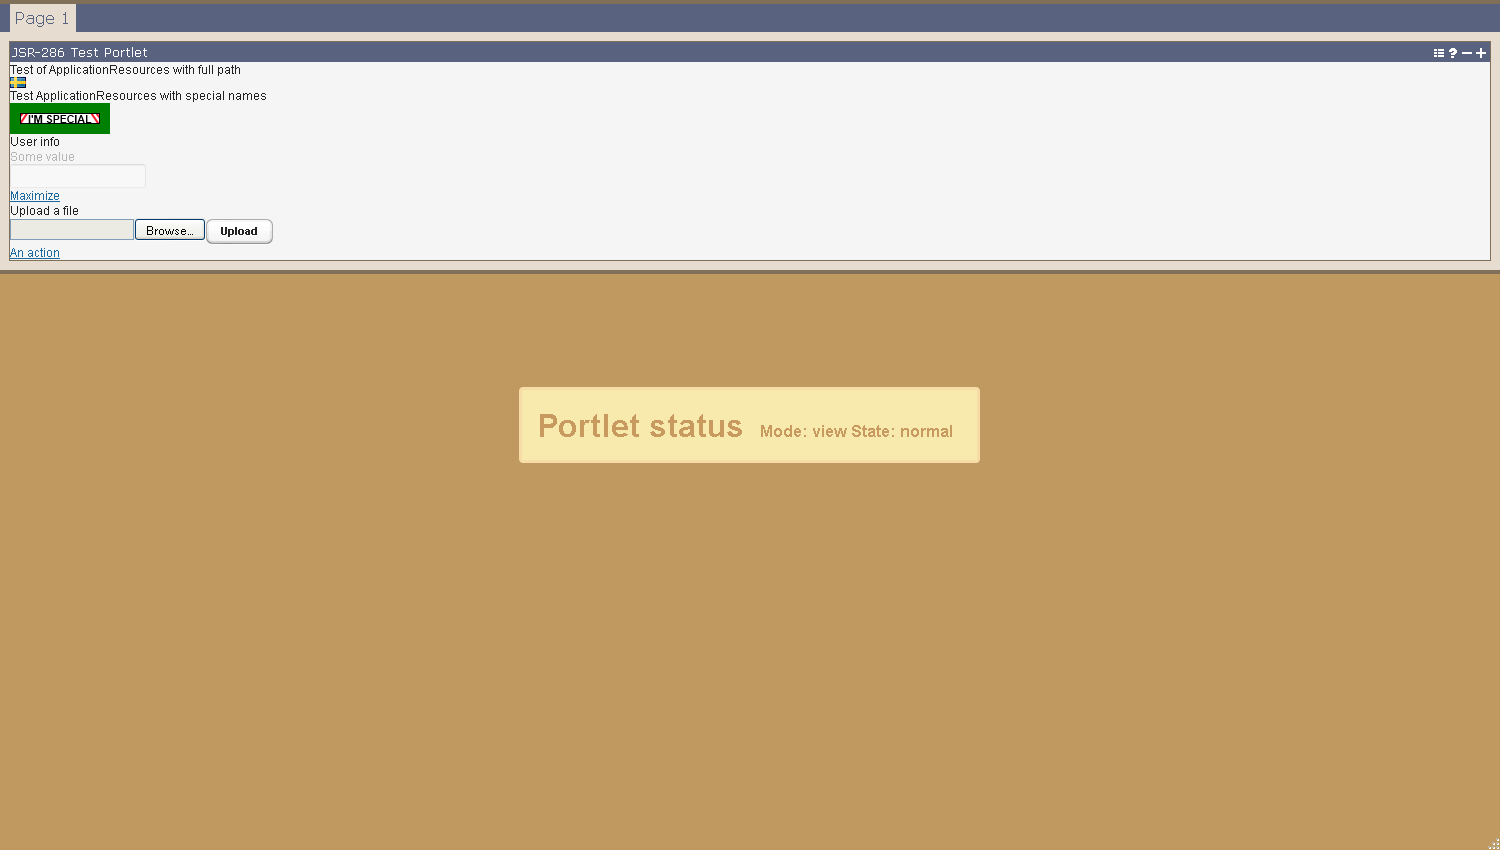 Page 1
JSR-286 Test Portlet
Test of ApplicationResources with full path
Test ApplicationResources with special names
I'M SPECIAL
User info
Some value
Maximize
Upload a file
Browse... Upload
An action
Portlet status Mode: view State: normal